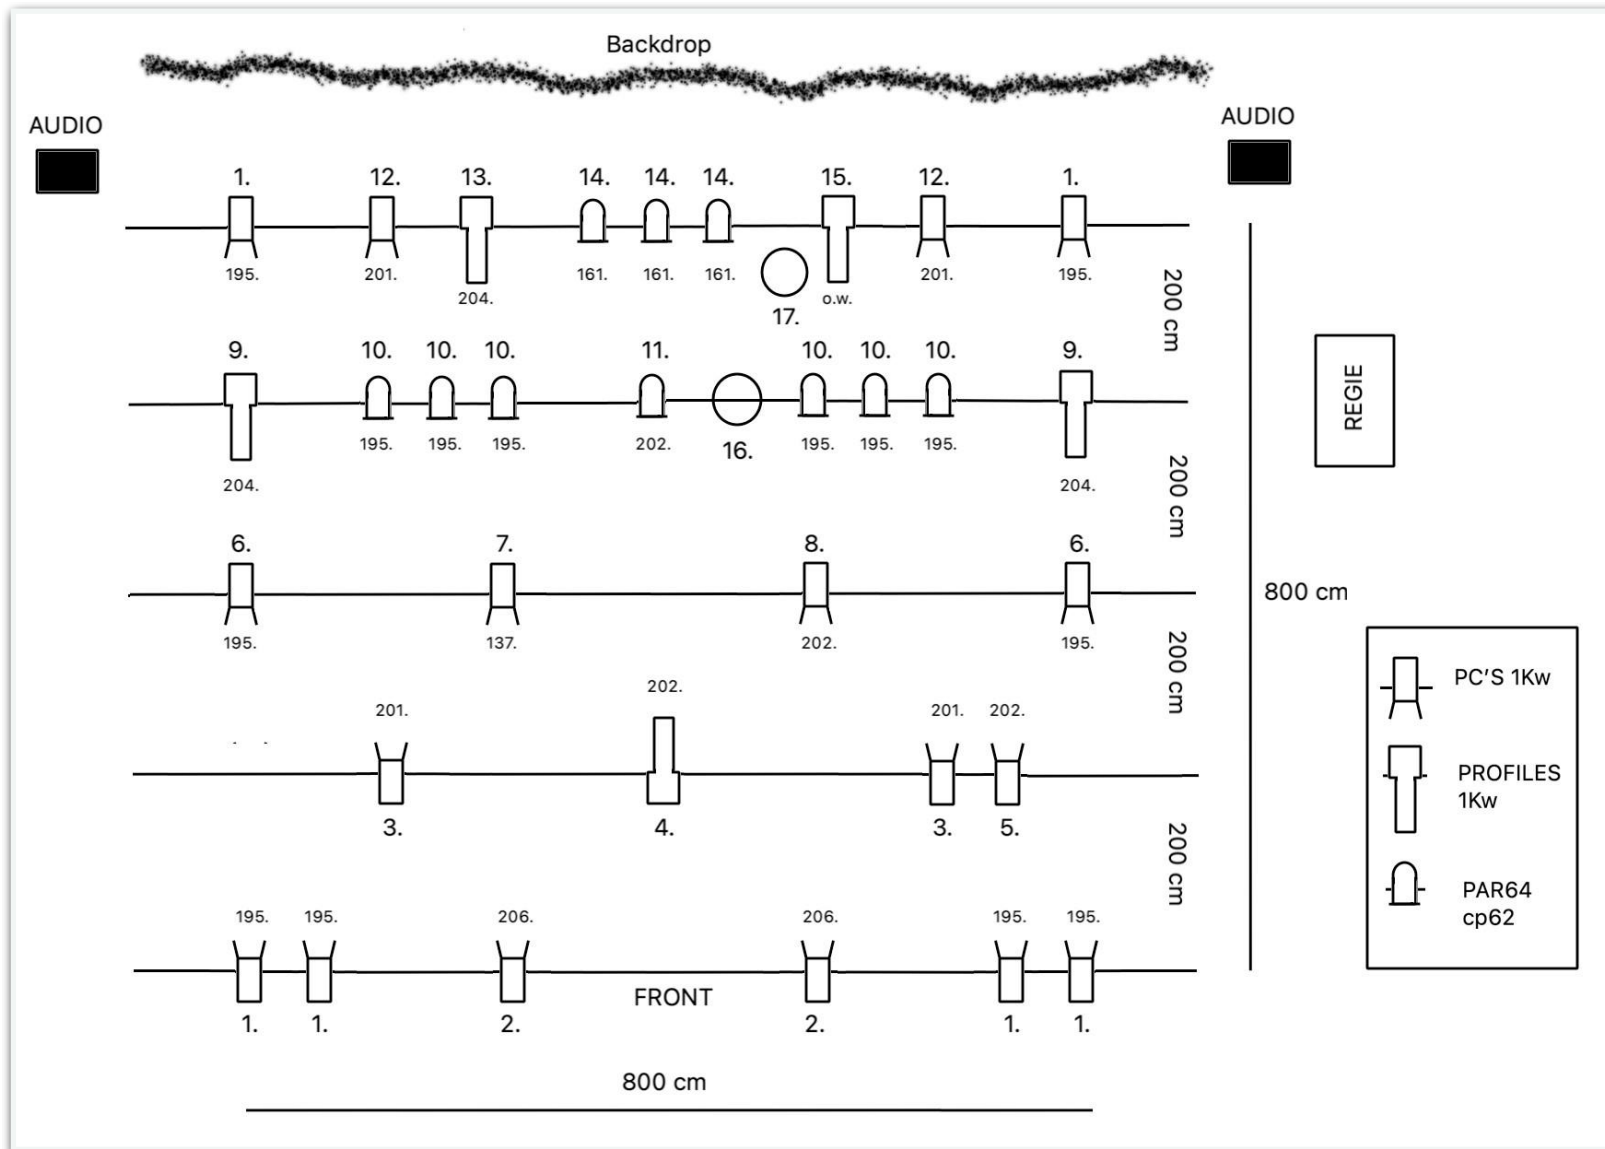 Backdrop
AUDIO
AUDIO
1. 12. 13. 14. 14. 14. 15. 12. 1.
195. 201. 204. 161. 161. 161. o.w. 201. 195.
17.
200 cm
9. 10. 10. 10. 11. 10. 10. 10. 9.
195. 195. 195. 202. 16. 195. 195. 195.
204. 204.
REGIE
200 cm
6. 7. 8. 6.
195. 137. 202. 195.
800 cm
200 cm
201. 202. 201. 202.
3. 4. 3. 5.
200 cm
195. 195. 206. 206. 195. 195.
FRONT
1. 1. 2. 2. 1. 1.
800 cm
PC'S 1Kw
PROFILES
1Kw
PAR64
cp62